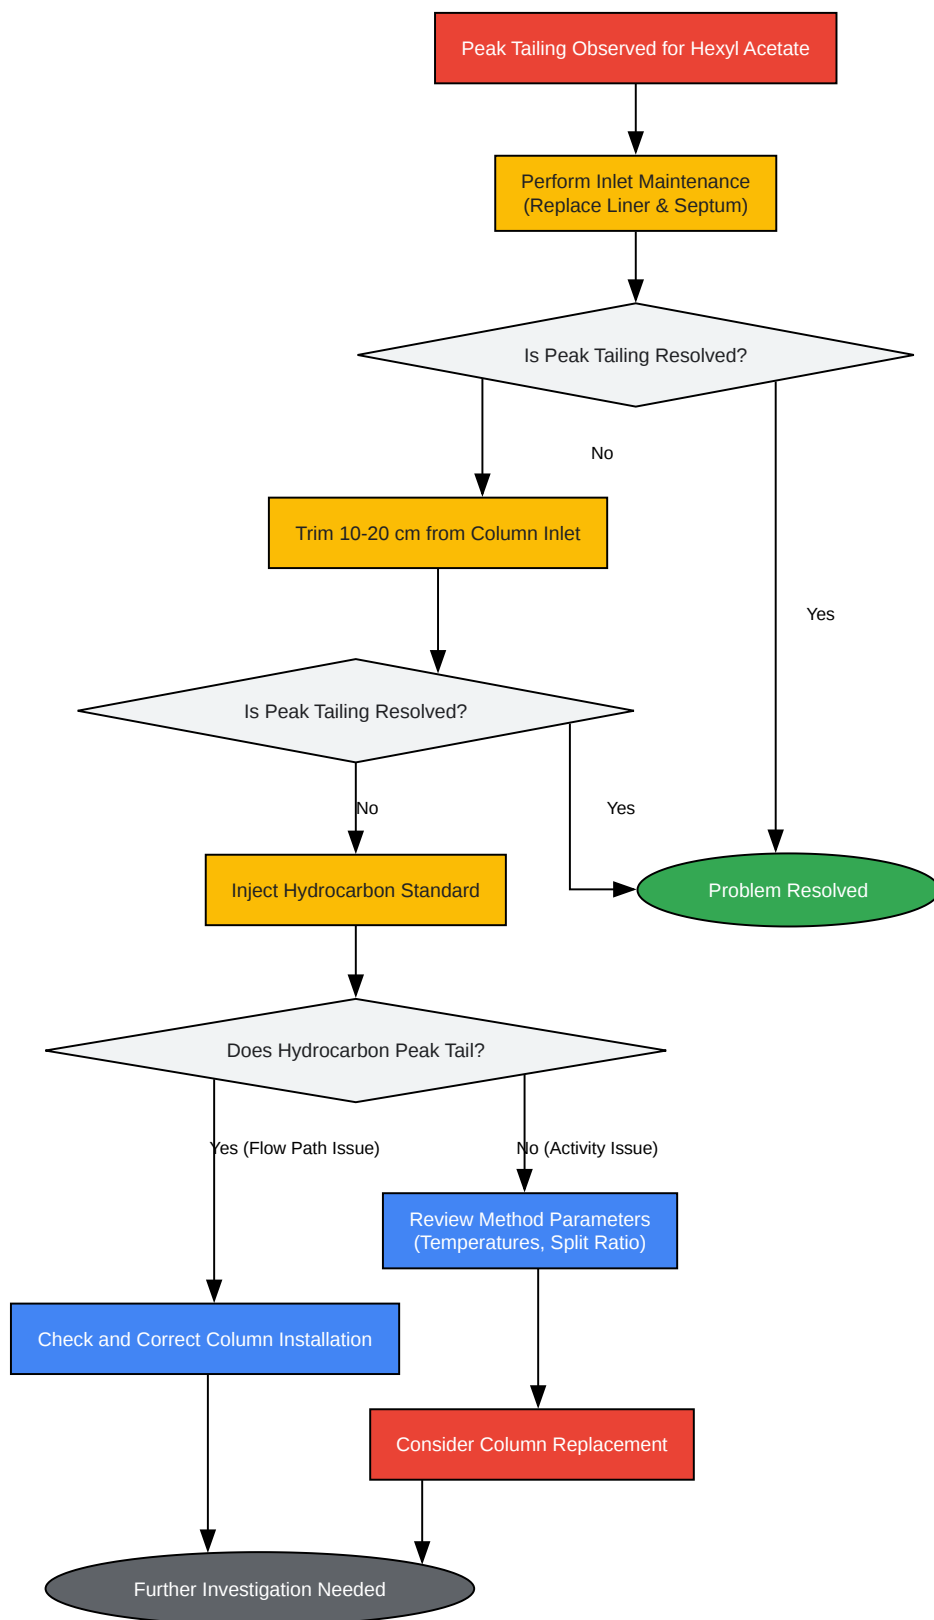 Peak Tailing Observed for Hexyl Acetate
Perform Inlet Maintenance
(Replace Liner & Septum)
Is Peak Tailing Resolved?
No
Trim 10-20 cm from Column Inlet
Yes
Is Peak Tailing Resolved?
No
Yes
Inject Hydrocarbon Standard
Problem Resolved
Does Hydrocarbon Peak Tail?
Yes (Flow Path Issue)
No (Activity Issue)
Review Method Parameters
(Temperatures, Split Ratio)
Check and Correct Column Installation
Consider Column Replacement
Further Investigation Needed